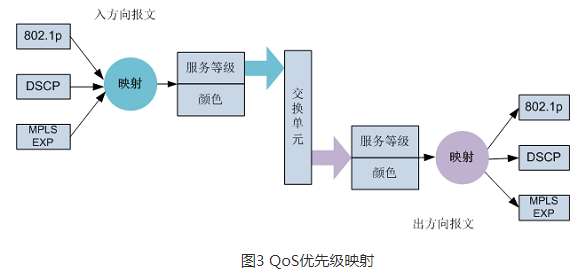 入方向报文
802.1p
DSCP
MPLS
EXP
映射
服务等级
颜色
交换单元
服务等级
颜色
映射
802.1p
DSCP
MPLS
EXP
出方向报文
图3 QoS优先级映射